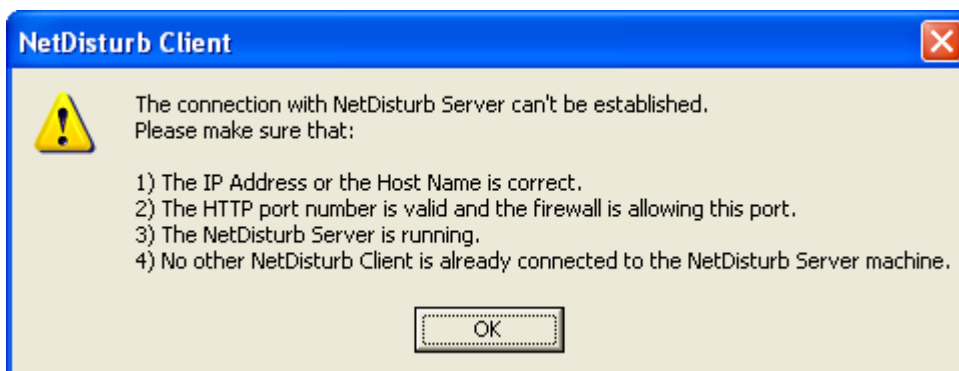 NetDisturb Client
The connection with NetDisturb Server can't be established.
Please make sure that:
1) The IP Address or the Host Name is correct.
2) The HTTP port number is valid and the firewall is allowing this port.
3) The NetDisturb Server is running.
4) No other NetDisturb Client is already connected to the NetDisturb Server machine.
OK